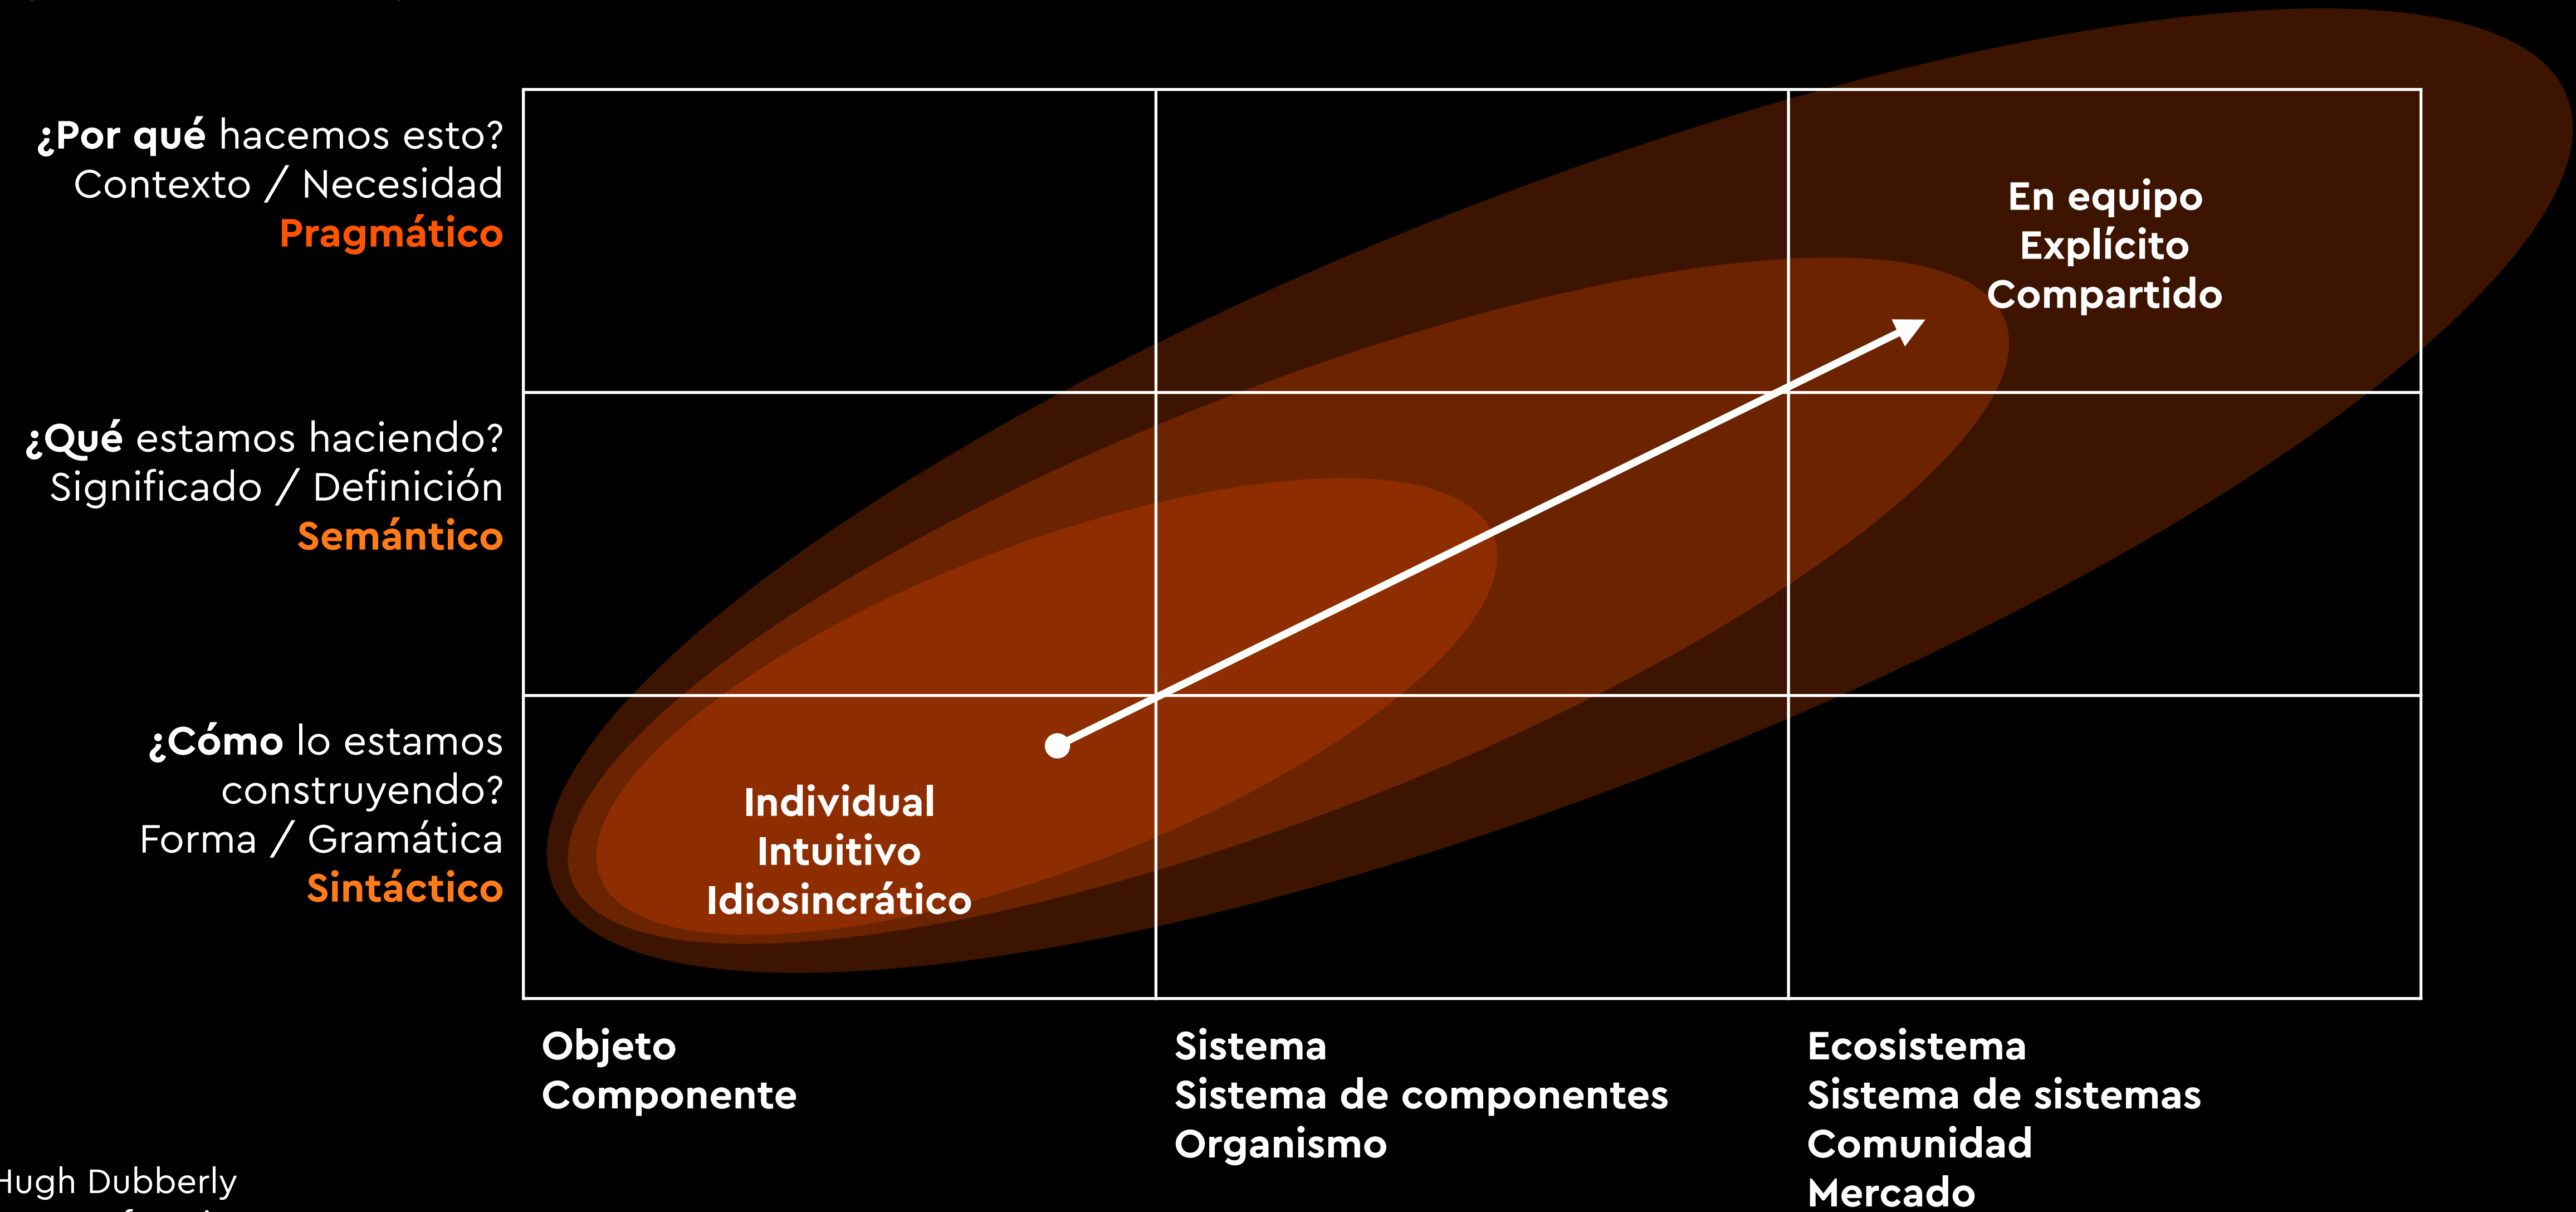 ¿Por qué hacemos esto?
Contexto / Necesidad
Pragmático
En equipo
Explícito
Compartido
¿Qué estamos haciendo?
Significado / Definición
Semántico
¿Cómo lo estamos
construyendo?
Forma / Gramática
Sintáctico
Individual
Intuitivo
Idiosincrático
Objeto
Componente
Sistema
Sistema de componentes
Organismo
Ecosistema
Sistema de sistemas
Comunidad
Mercado
Hugh Dubberly